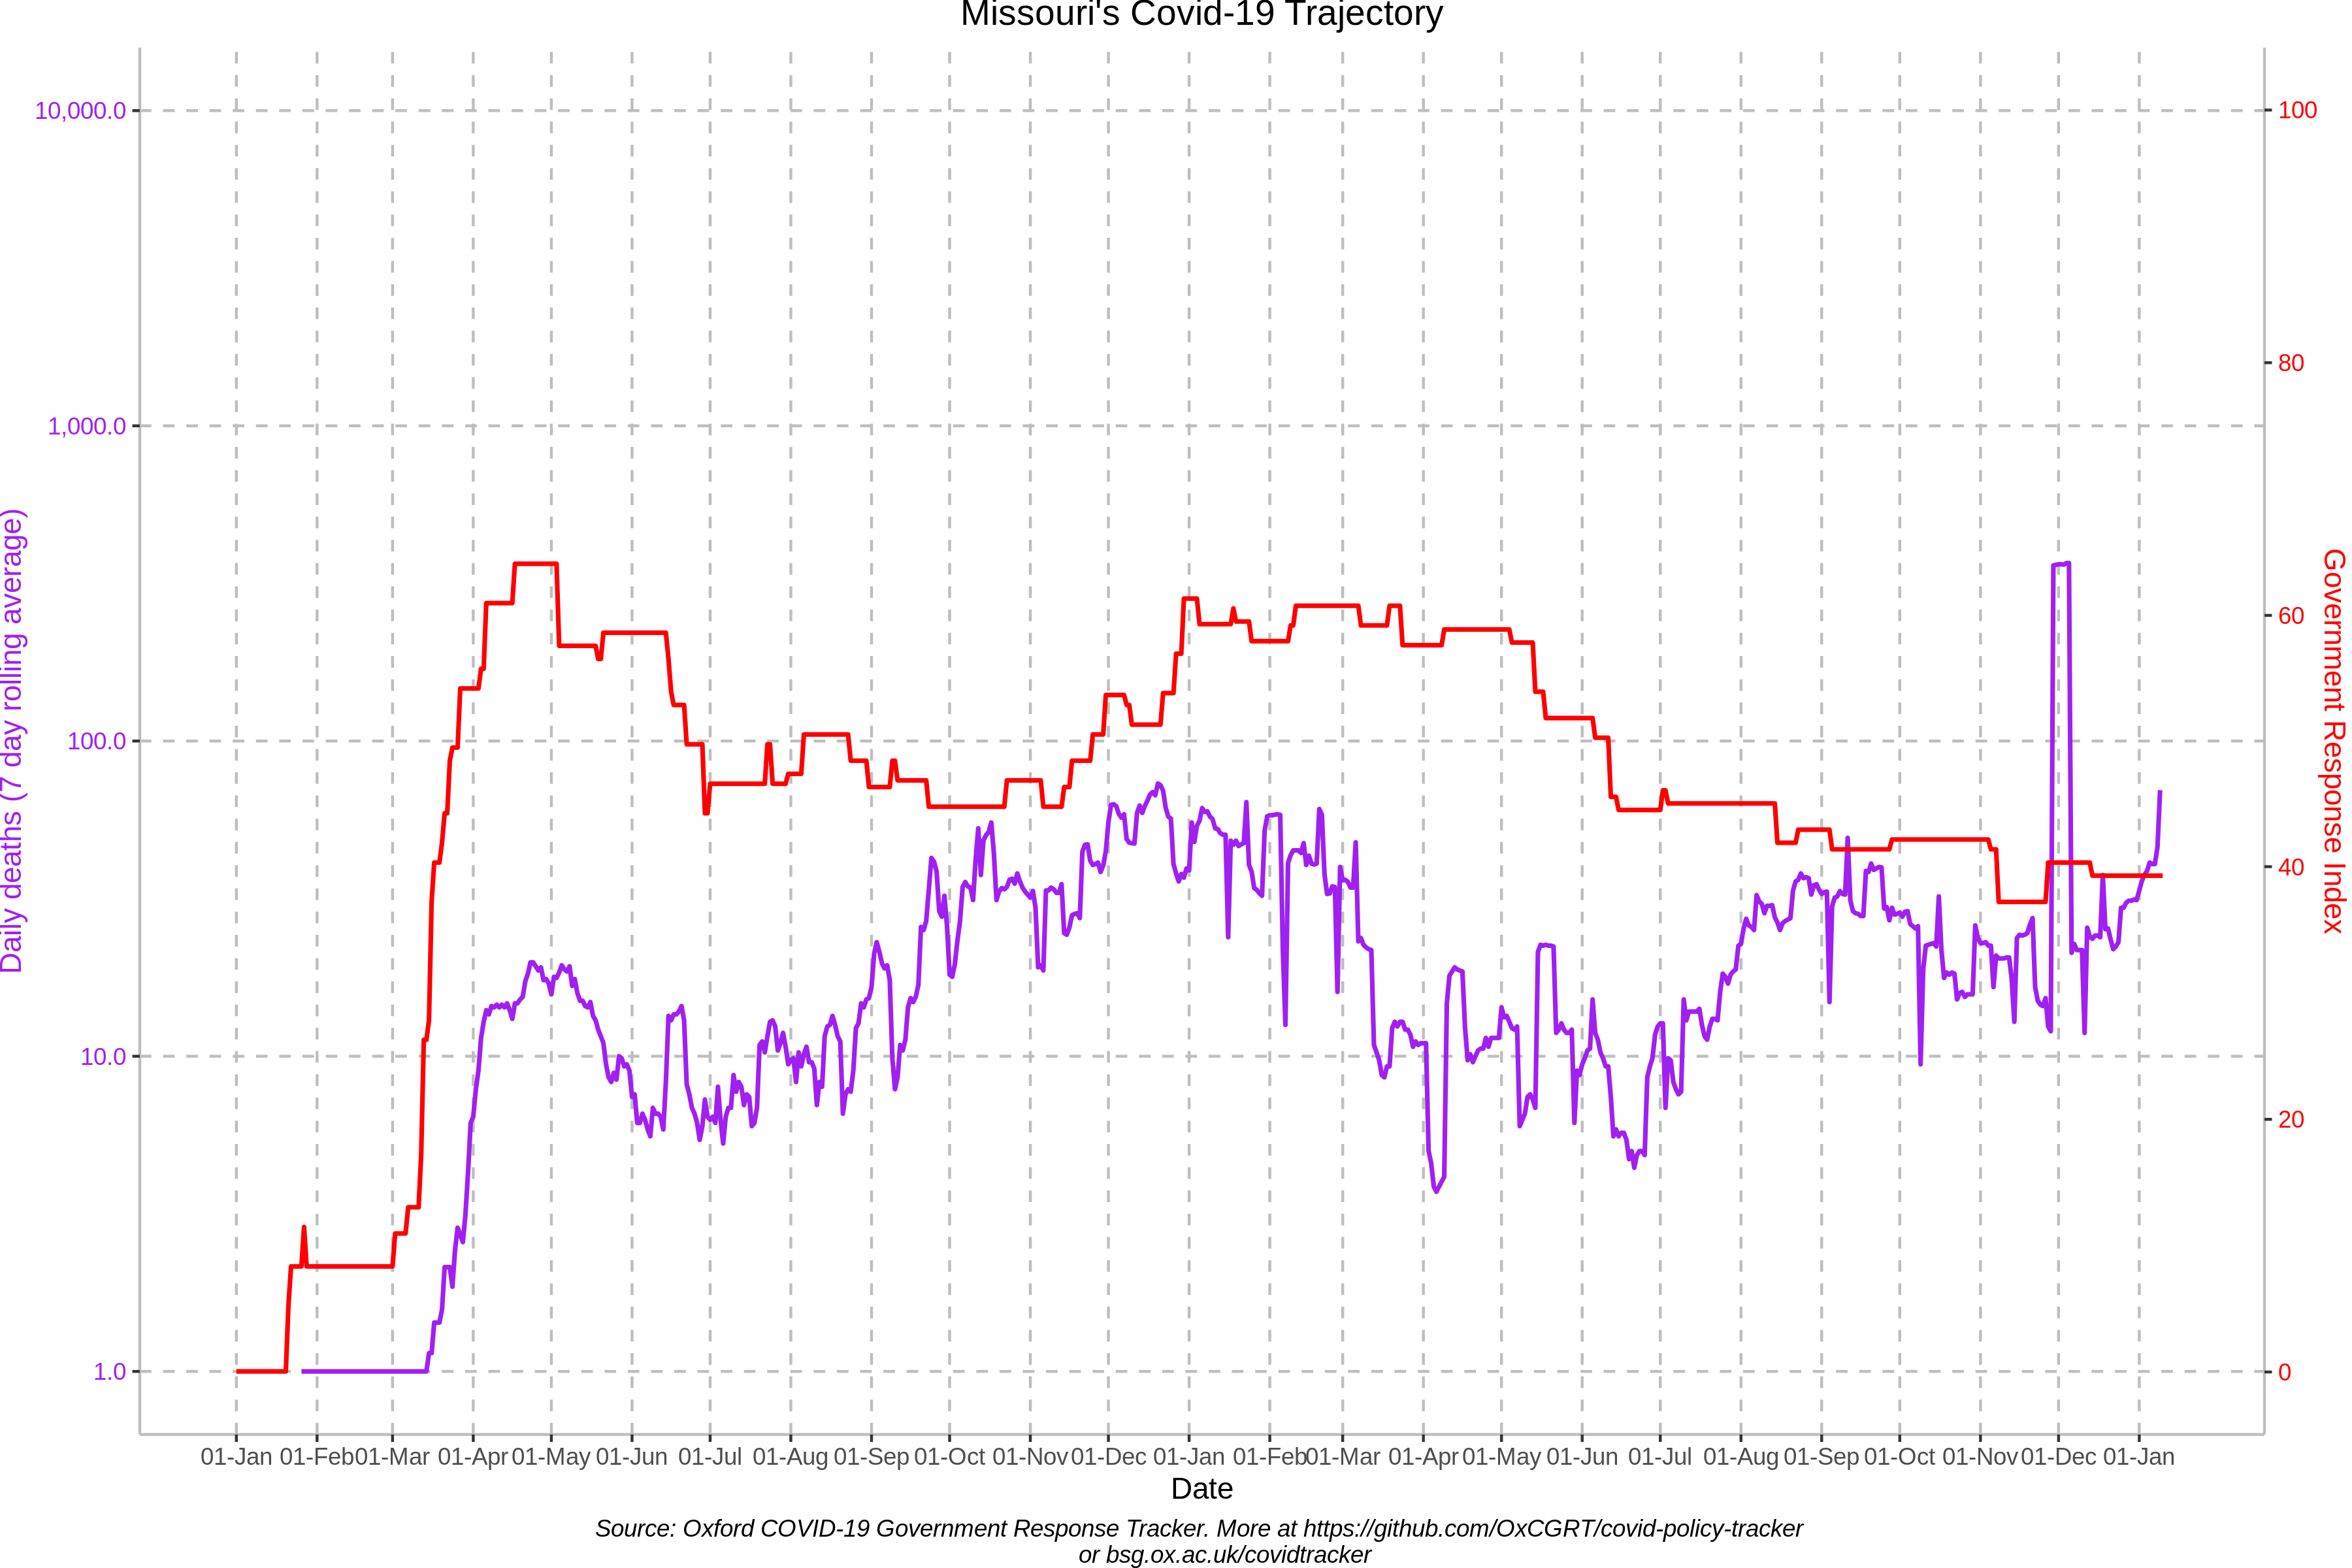 Missouri's Covid-19 Trajectory
10,000.0
1,000.0
100.0
10.0
1.0
Daily deaths (7 day rolling average)
100
80
60
40
20
0
Government Response Index
01-Jan 01-Feb 01-Mar 01-Apr 01-May 01-Jun 01-Jul 01-Aug 01-Sep 01-Oct 01-Nov 01-Dec 01-Jan 01-Feb 01-Mar 01-Apr 01-May 01-Jun 01-Jul 01-Aug 01-Sep 01-Oct 01-Nov 01-Dec 01-Jan
Date
Source: Oxford COVID-19 Government Response Tracker. More at https://github.com/OxCGRT/covid-policy-tracker
or bsg.ox.ac.uk/covidtracker